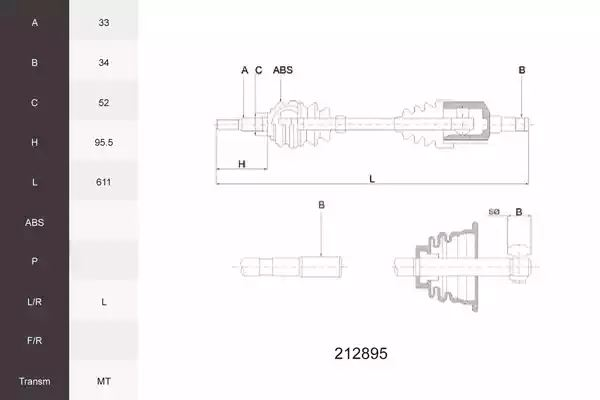 A 33
B 34
C 52
H 95.5
L 611
ABS
P
L/R L
F/R
Transm MT
A C ABS B
H
L
B
SØ B
212895